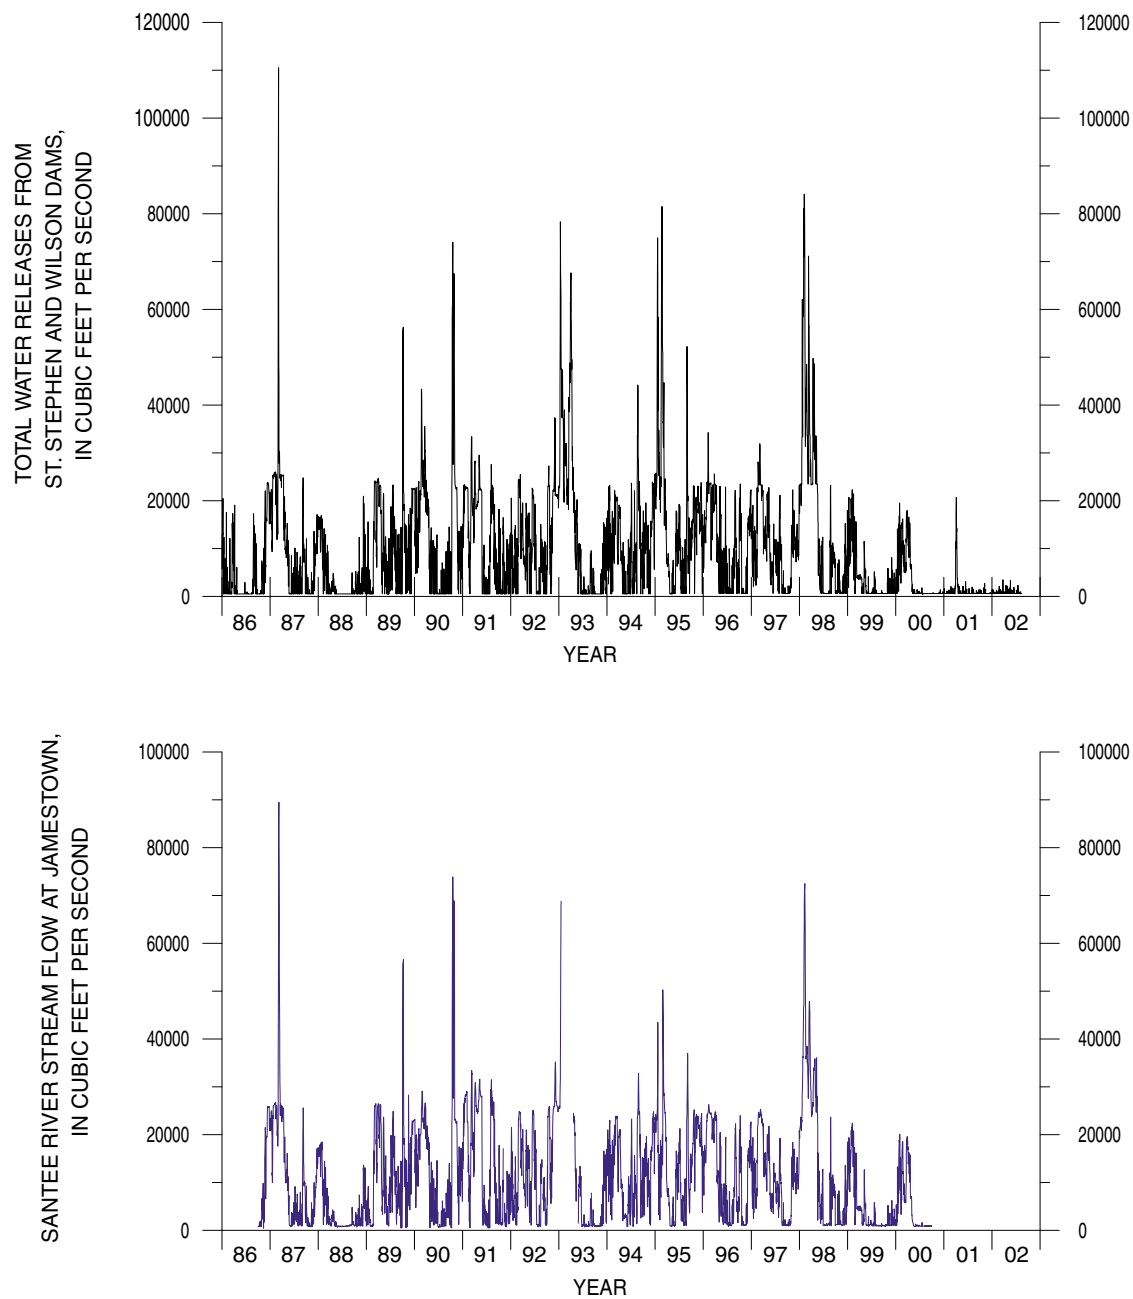 TOTAL WATER RELEASES FROM
ST. STEPHEN AND WILSON DAMS,
IN CUBIC FEET PER SECOND
120000 120000
100000 100000
80000 80000
60000 60000
40000 40000
20000 20000
0 0
86 87 88 89 90 91 92 93 94 95 96 97 98 99 00 01 02
YEAR
SANTEE RIVER STREAM FLOW AT JAMESTOWN,
IN CUBIC FEET PER SECOND
100000 100000
80000 80000
60000 60000
40000 40000
20000 20000
0 0
86 87 88 89 90 91 92 93 94 95 96 97 98 99 00 01 02
YEAR